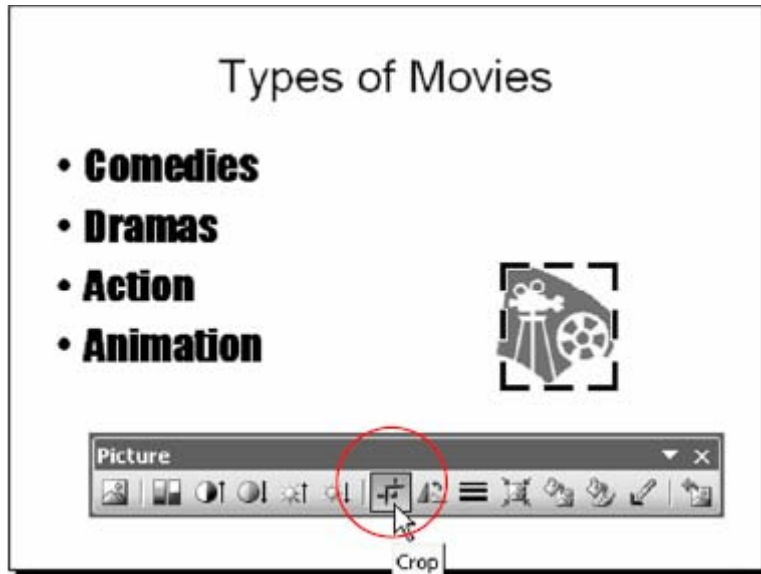 Types of Movies
• Comedies
• Dramas
• Action
• Animation
Picture
Crop